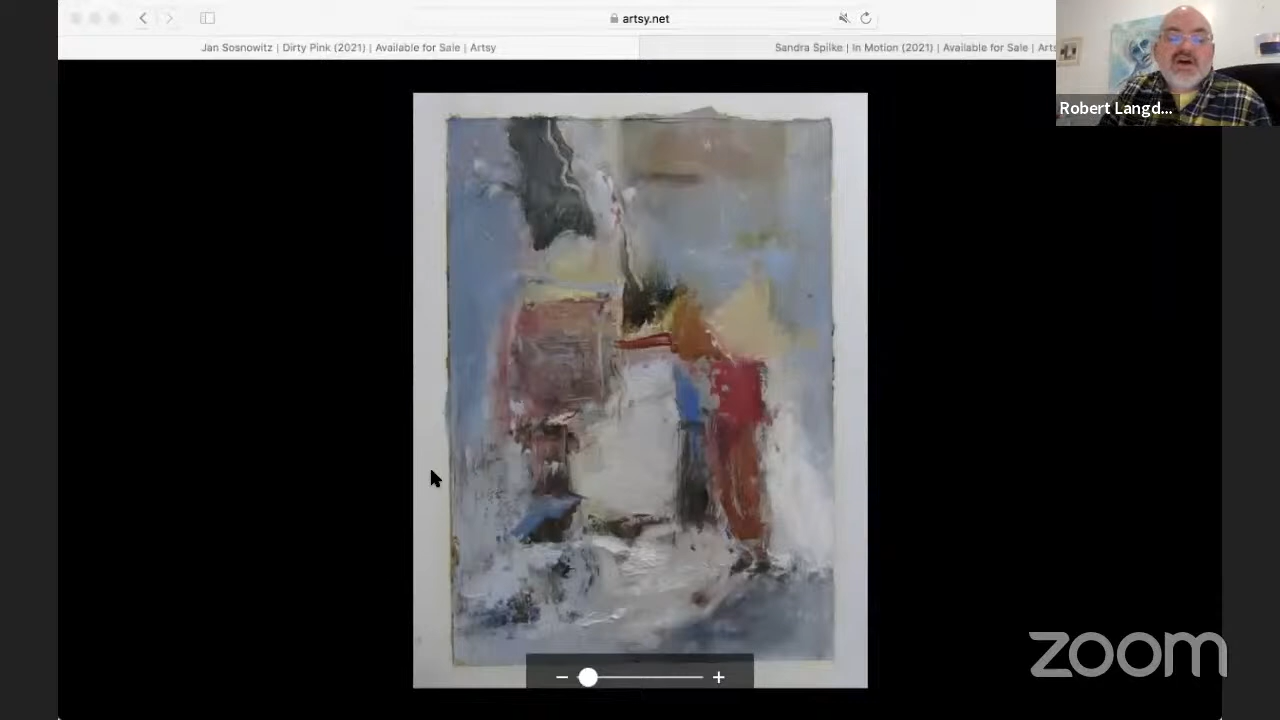 artsy.net
Jan Sosnowitz | Dirty Pink (2021) | Available for Sale | Artsy
Sandra Spilke | In Motion (2021) | Available for Sale | Arts
Robert Langd...
zoom